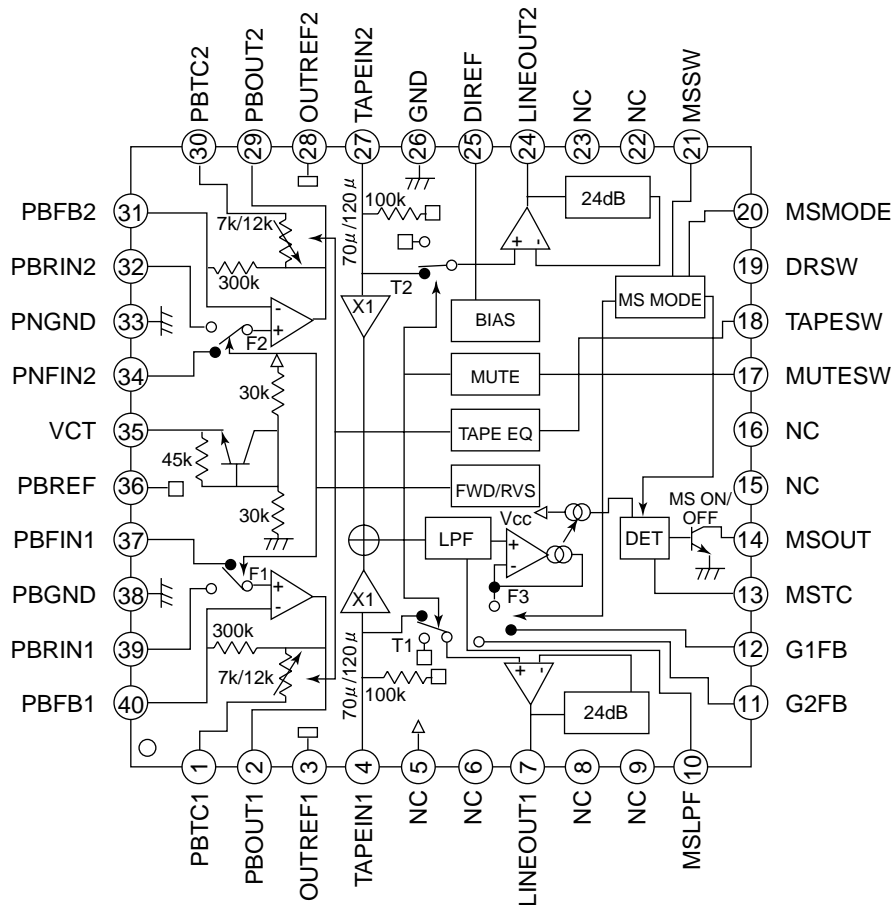 PBTC2
PBOUT2
OUTREF2
TAPEIN2
GND
DIREF
LINEOUT2
NC
NC
MSSW
30
29
28
27
26
25
24
23
22
21
PBFB2
31
PBRIN2
32
PNGND
33
PNFIN2
34
VCT
35
PBREF
36
PBFIN1
37
PBGND
38
PBRIN1
39
PBFB1
40
7k/12k
300k
-
+
F2
30k
45k
30k
F1
+
-
300k
7k/12k
70μ/120μ
100k
T2
X1
X1
70μ/120μ
T1
100k
24dB
+ -
BIAS
MUTE
TAPE EQ
FWD/RVS
MS MODE
Vcc
LPF
+
-
F3
DET
MS ON/
OFF
+ -
24dB
20
MSMODE
19
DRSW
18
TAPESW
17
MUTESW
16
NC
15
NC
14
MSOUT
13
MSTC
12
G1FB
11
G2FB
1
2
3
4
5
6
7
8
9
10
PBTC1
PBOUT1
OUTREF1
TAPEIN1
NC
NC
LINEOUT1
NC
NC
MSLPF